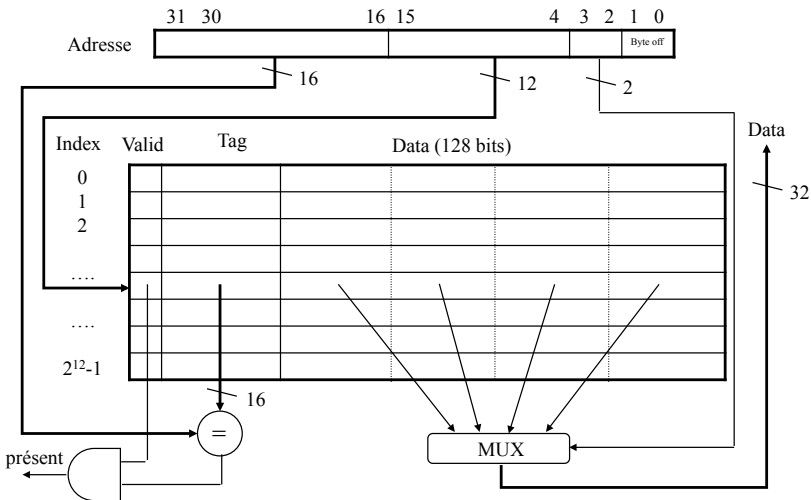 31 30 16 15 4 3 2 1 0
Adresse
Byte off
16
12
2
Index Valid Tag Data (128 bits)
Data
0
1
2
32
....
....
2¹²-1
16
=
présent
MUX